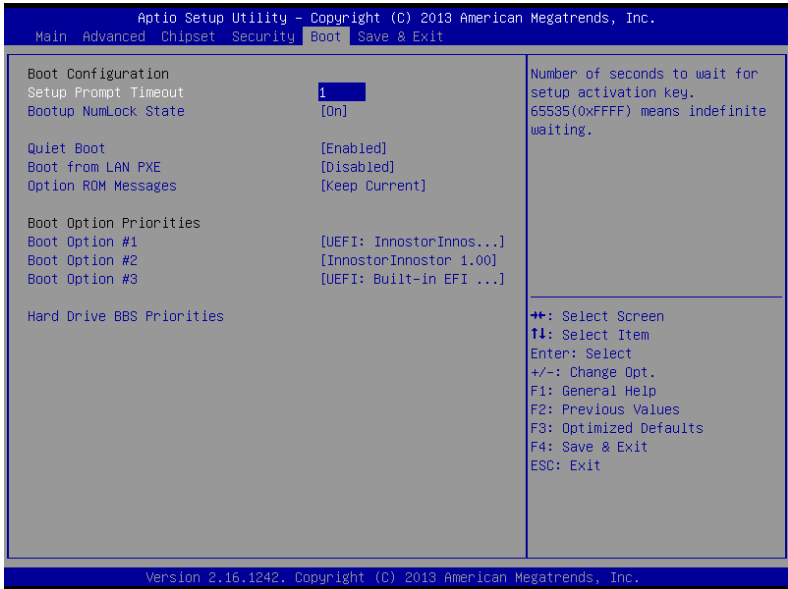 Aptio Setup Utility – Copyright (C) 2013 American Megatrends, Inc.
Main Advanced Chipset Security Boot Save & Exit
Boot Configuration
Setup Prompt Timeout 1
Bootup NumLock State [On]
Quiet Boot [Enabled]
Boot from LAN PXE [Disabled]
Option ROM Messages [Keep Current]
Boot Option Priorities
Boot Option #1 [UEFI: InnostorInnos...]
Boot Option #2 [InnostorInnostor 1.00]
Boot Option #3 [UEFI: Built-in EFI ...]
Hard Drive BBS Priorities
Number of seconds to wait for
setup activation key.
65535(0xFFFF) means indefinite
waiting.
→←: Select Screen
↑↓: Select Item
Enter: Select
+/-: Change Opt.
F1: General Help
F2: Previous Values
F3: Optimized Defaults
F4: Save & Exit
ESC: Exit
Version 2.16.1242. Copyright (C) 2013 American Megatrends, Inc.